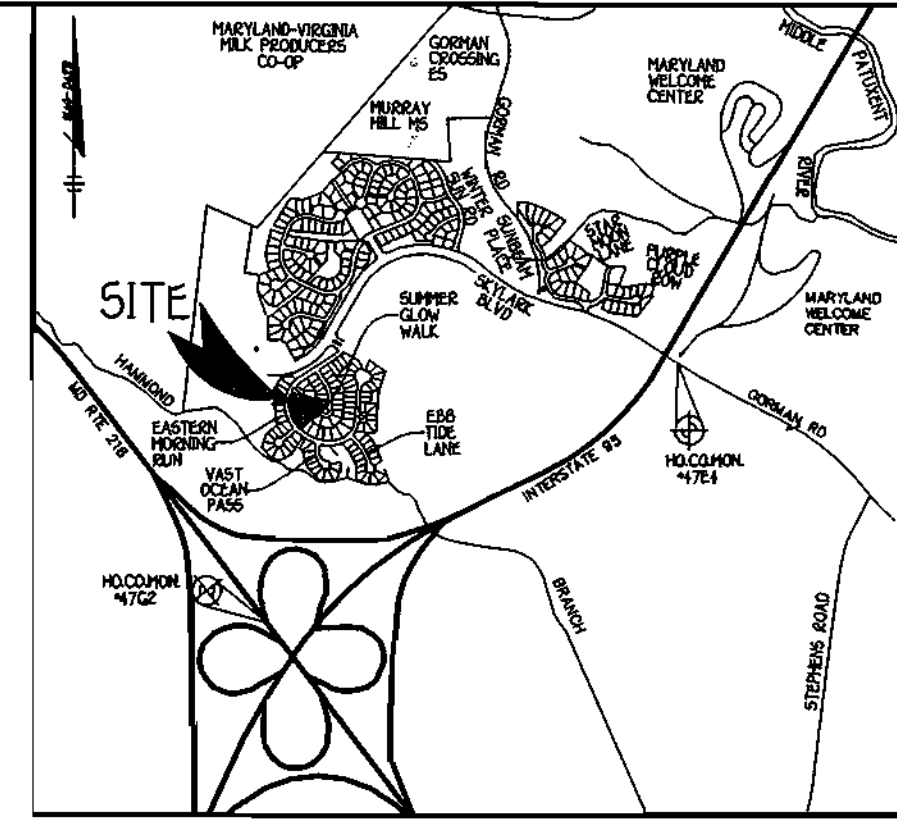 MARYLAND-VIRGINIA
MILK PRODUCERS
CO-OP
GORMAN
CROSSING
ES
MURRAY
HILL MS
MARYLAND
WELCOME
CENTER
MIDDLE
PATUXENT
RIVER
GORMAN RD
WINTER
SUN RD
SUNBEAM
PLACE
STAR
MOON
LANE
PURPLE
CLOUD
ROW
SKYLARK
BLVD
MARYLAND
WELCOME
CENTER
SITE
SUMMER
GLOW
WALK
HAMMOND
MD RTE 216
EASTERN
MORNING
RUN
EBB
TIDE
LANE
VAST
OCEAN
PASS
INTERSTATE 95
GORMAN RD
HO.CO.MON.
#47E4
HO.CO.MON.
#47G2
BRANCH
STEPHENS ROAD